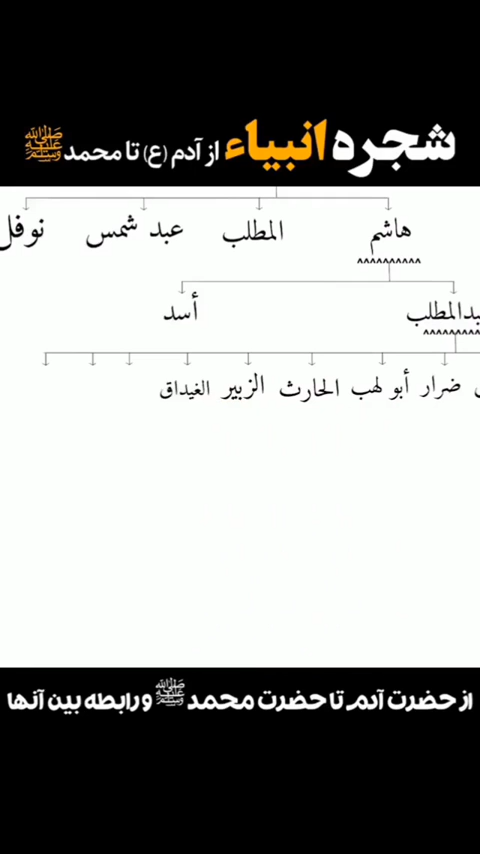 شجره انبیاء از آدم (ع) تا محمد ﷺ
هاشم المطلب عبد شمس نوفل
أسد
ضرار أبو لهب الحارث الزبير الغيداق
از حضرت آدم تا حضرت محمد ﷺ و رابطه بین آنها